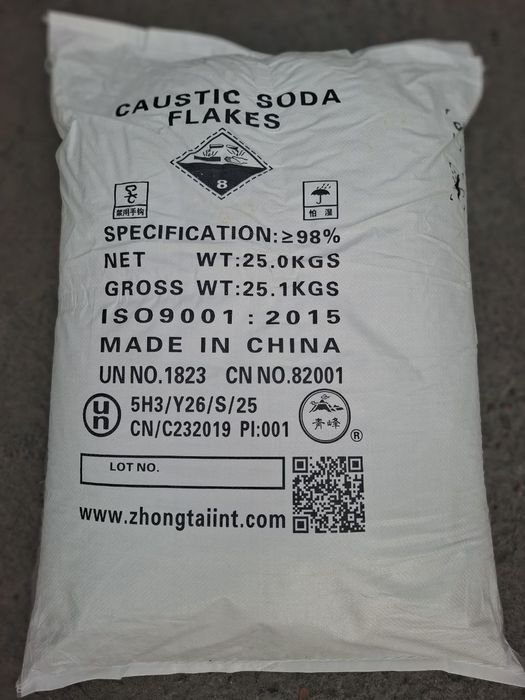 CAUSTIC SODA
FLAKES
8
禁用手钩
怕 湿
SPECIFICATION:≥98%
NET WT:25.0KGS
GROSS WT:25.1KGS
ISO9001:2015
MADE IN CHINA
UN NO.1823 CN NO.82001
un
5H3/Y26/S/25
CN/C232019 PI:001
青峰
®
LOT NO.
www.zhongtaiint.com